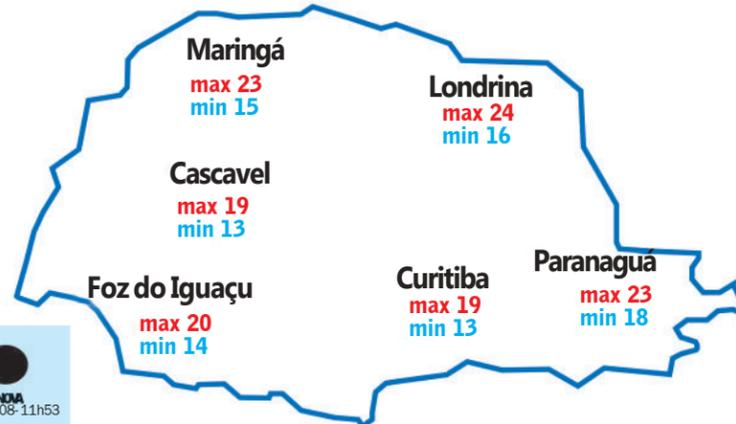 Maringá
max 23
min 15
Londrina
max 24
min 16
Cascavel
max 19
min 13
Foz do Iguaçu
max 20
min 14
Curitiba
max 19
min 13
Paranaguá
max 23
min 18
NOVA
08-11h53